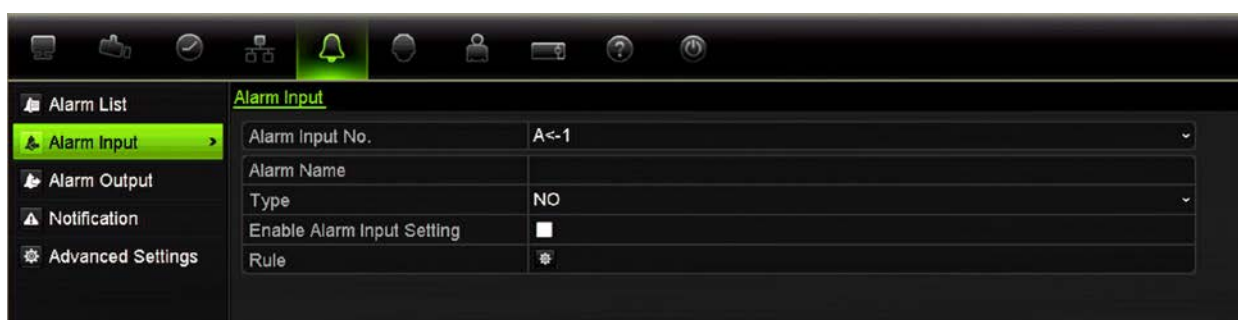 Alarm List
Alarm Input
Alarm Output
Notification
Advanced Settings
Alarm Input
Alarm Input No. A<-1
Alarm Name
Type NO
Enable Alarm Input Setting
Rule